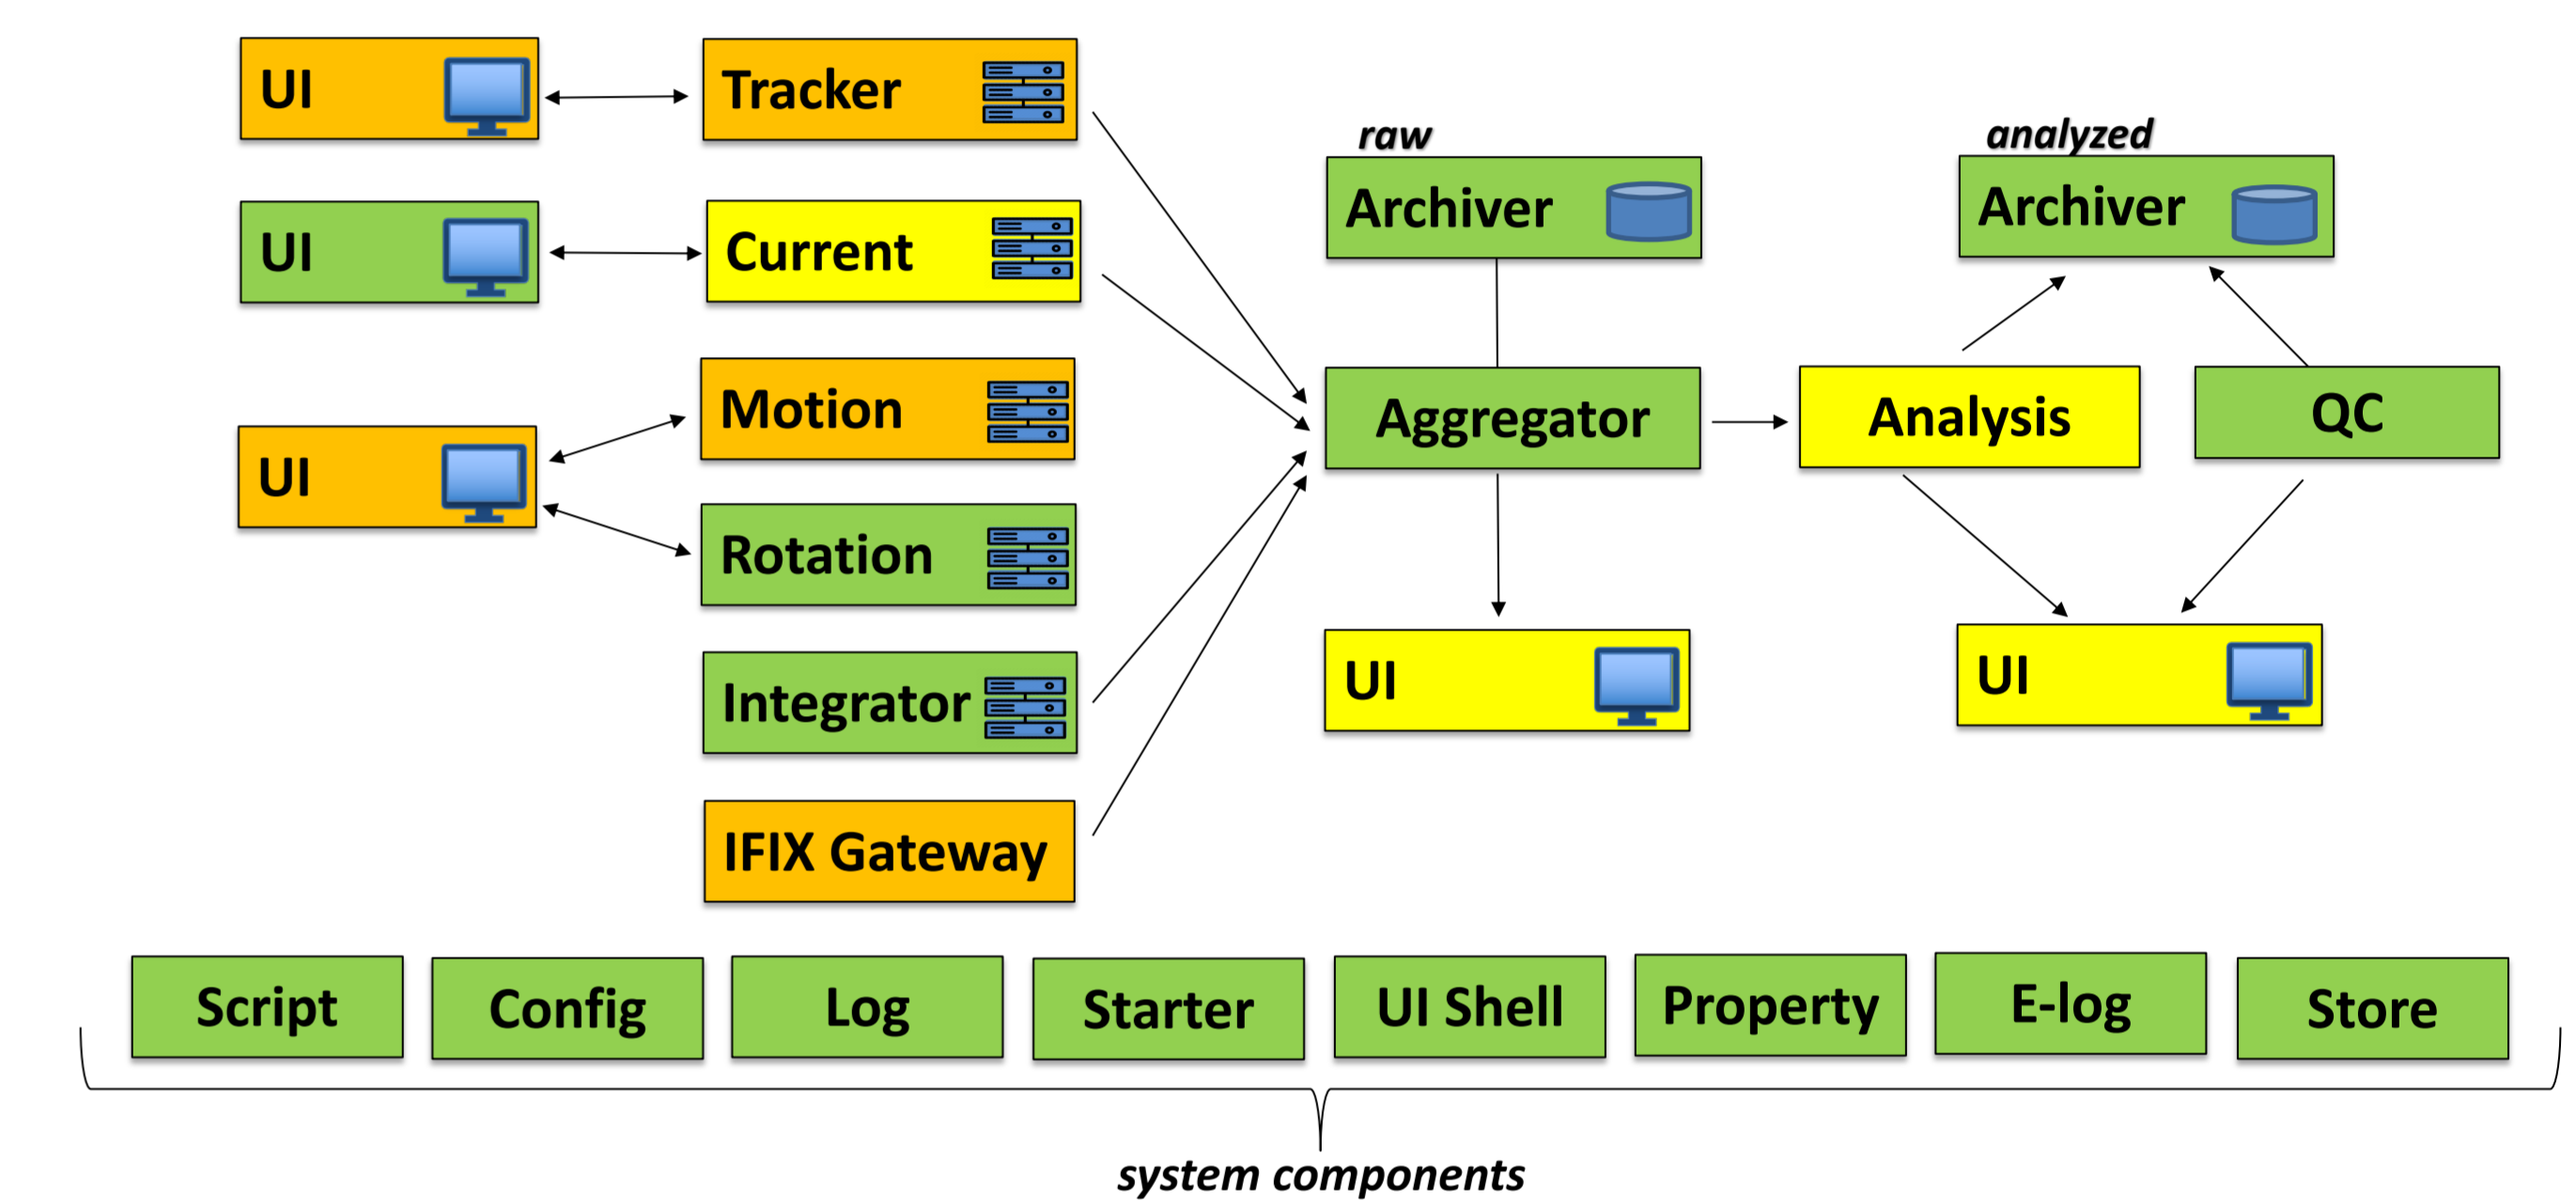 UI
Tracker
raw
analyzed
UI
Current
Archiver
Archiver
UI
Motion
Aggregator
Analysis
QC
Rotation
Integrator
UI
UI
IFIX Gateway
Script
Config
Log
Starter
UI Shell
Property
E-log
Store
system components